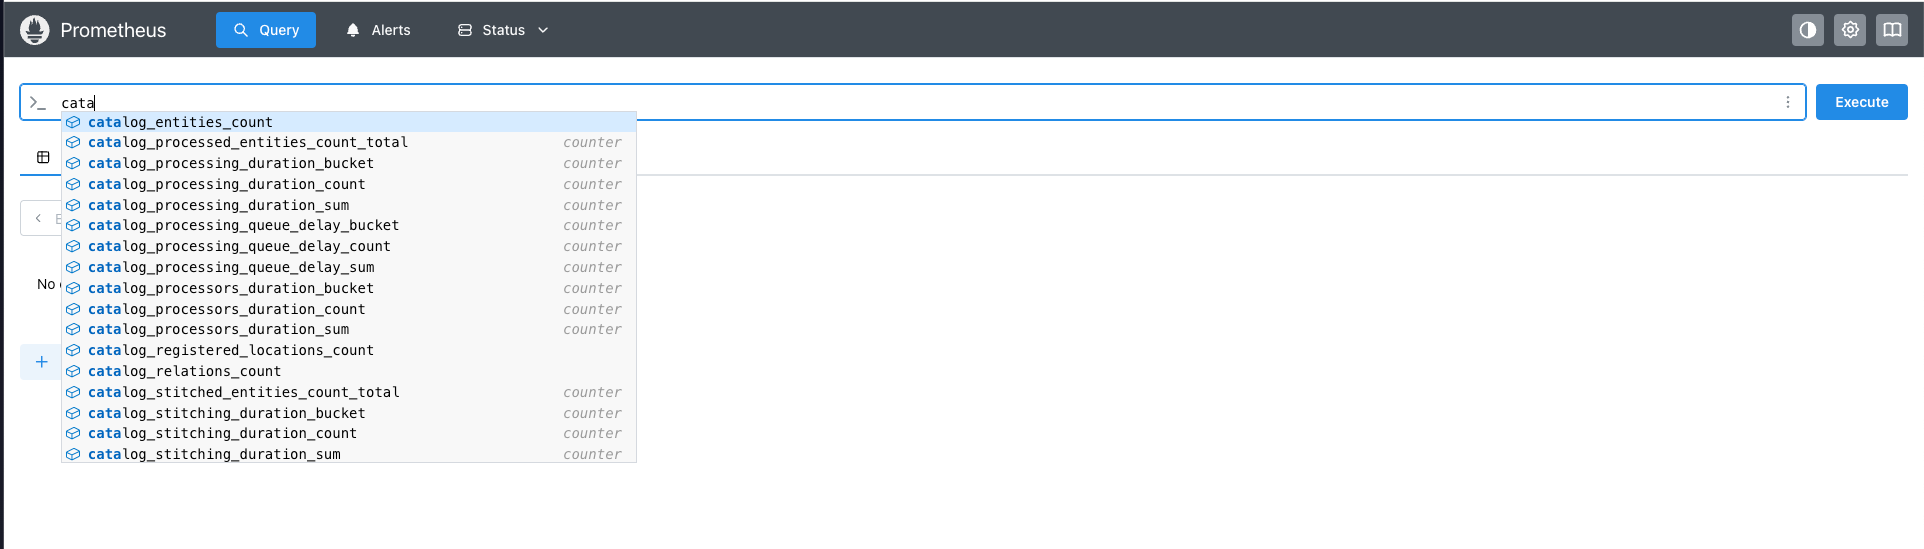 Prometheus Query Alerts Status
cata
Execute
catalog_entities_count
catalog_processed_entities_count_total counter
catalog_processing_duration_bucket counter
catalog_processing_duration_count counter
catalog_processing_duration_sum counter
catalog_processing_queue_delay_bucket counter
catalog_processing_queue_delay_count counter
catalog_processing_queue_delay_sum counter
No
catalog_processors_duration_bucket counter
catalog_processors_duration_count counter
catalog_processors_duration_sum counter
catalog_registered_locations_count
catalog_relations_count
catalog_stitched_entities_count_total counter
catalog_stitching_duration_bucket counter
catalog_stitching_duration_count counter
catalog_stitching_duration_sum counter